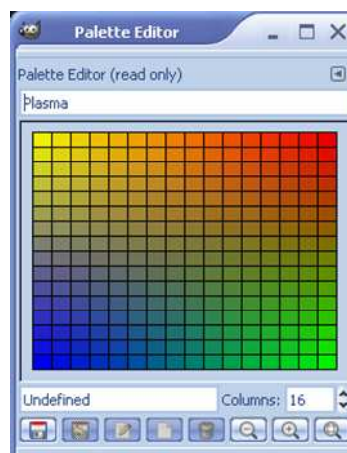 Palette Editor
Palette Editor (read only)
Plasma
Undefined Columns: 16